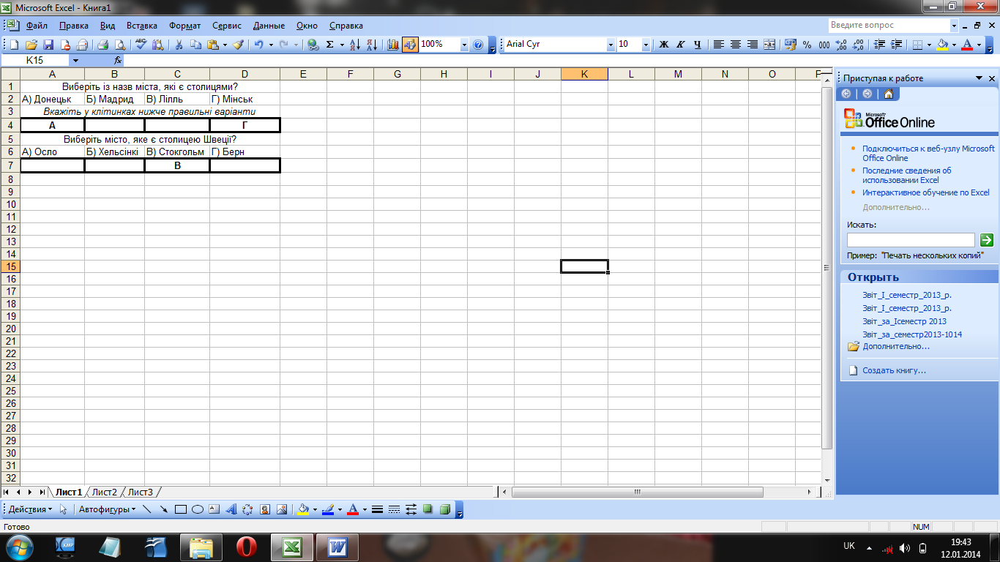 Microsoft Excel - Книга1
Файл Правка Вид Вставка Формат Сервис Данные Окно Справка
Введите вопрос
100%
Arial Cyr 10 Ж К Ч % 000
K15 fx
A B C D E F G H I J K L M N O P
1 Виберіть із назв міста, які є столицями?
2 А) Донецьк Б) Мадрид В) Лілль Г) Мінськ
3 Вкажіть у клітинках нижче правильні варіанти
4 А Г
5 Виберіть місто, яке є столицею Швеції?
6 А) Осло Б) Хельсінкі В) Стокгольм Г) Берн
7 В
8
9
10
11
12
13
14
15
16
17
18
19
20
21
22
23
24
25
26
27
28
29
30
31
32
Приступая к работе
Microsoft
Office Online
Подключиться к веб-узлу Microsoft
Office Online
Последние сведения об
использовании Excel
Интерактивное обучение по Excel
Дополнительно...
Искать:
Пример: "Печать нескольких копий"
Открыть
Звіт_І_семестр_2013_р.
Звіт_І_семестр_2013_р.
Звіт_за_Ісеместр 2013
Звіт_за_семестр2013-1014
Дополнительно...
Создать книгу...
Лист1 Лист2 Лист3
Действия Автофигуры
Готово
NUM
KMP
UK
19:43
12.01.2014